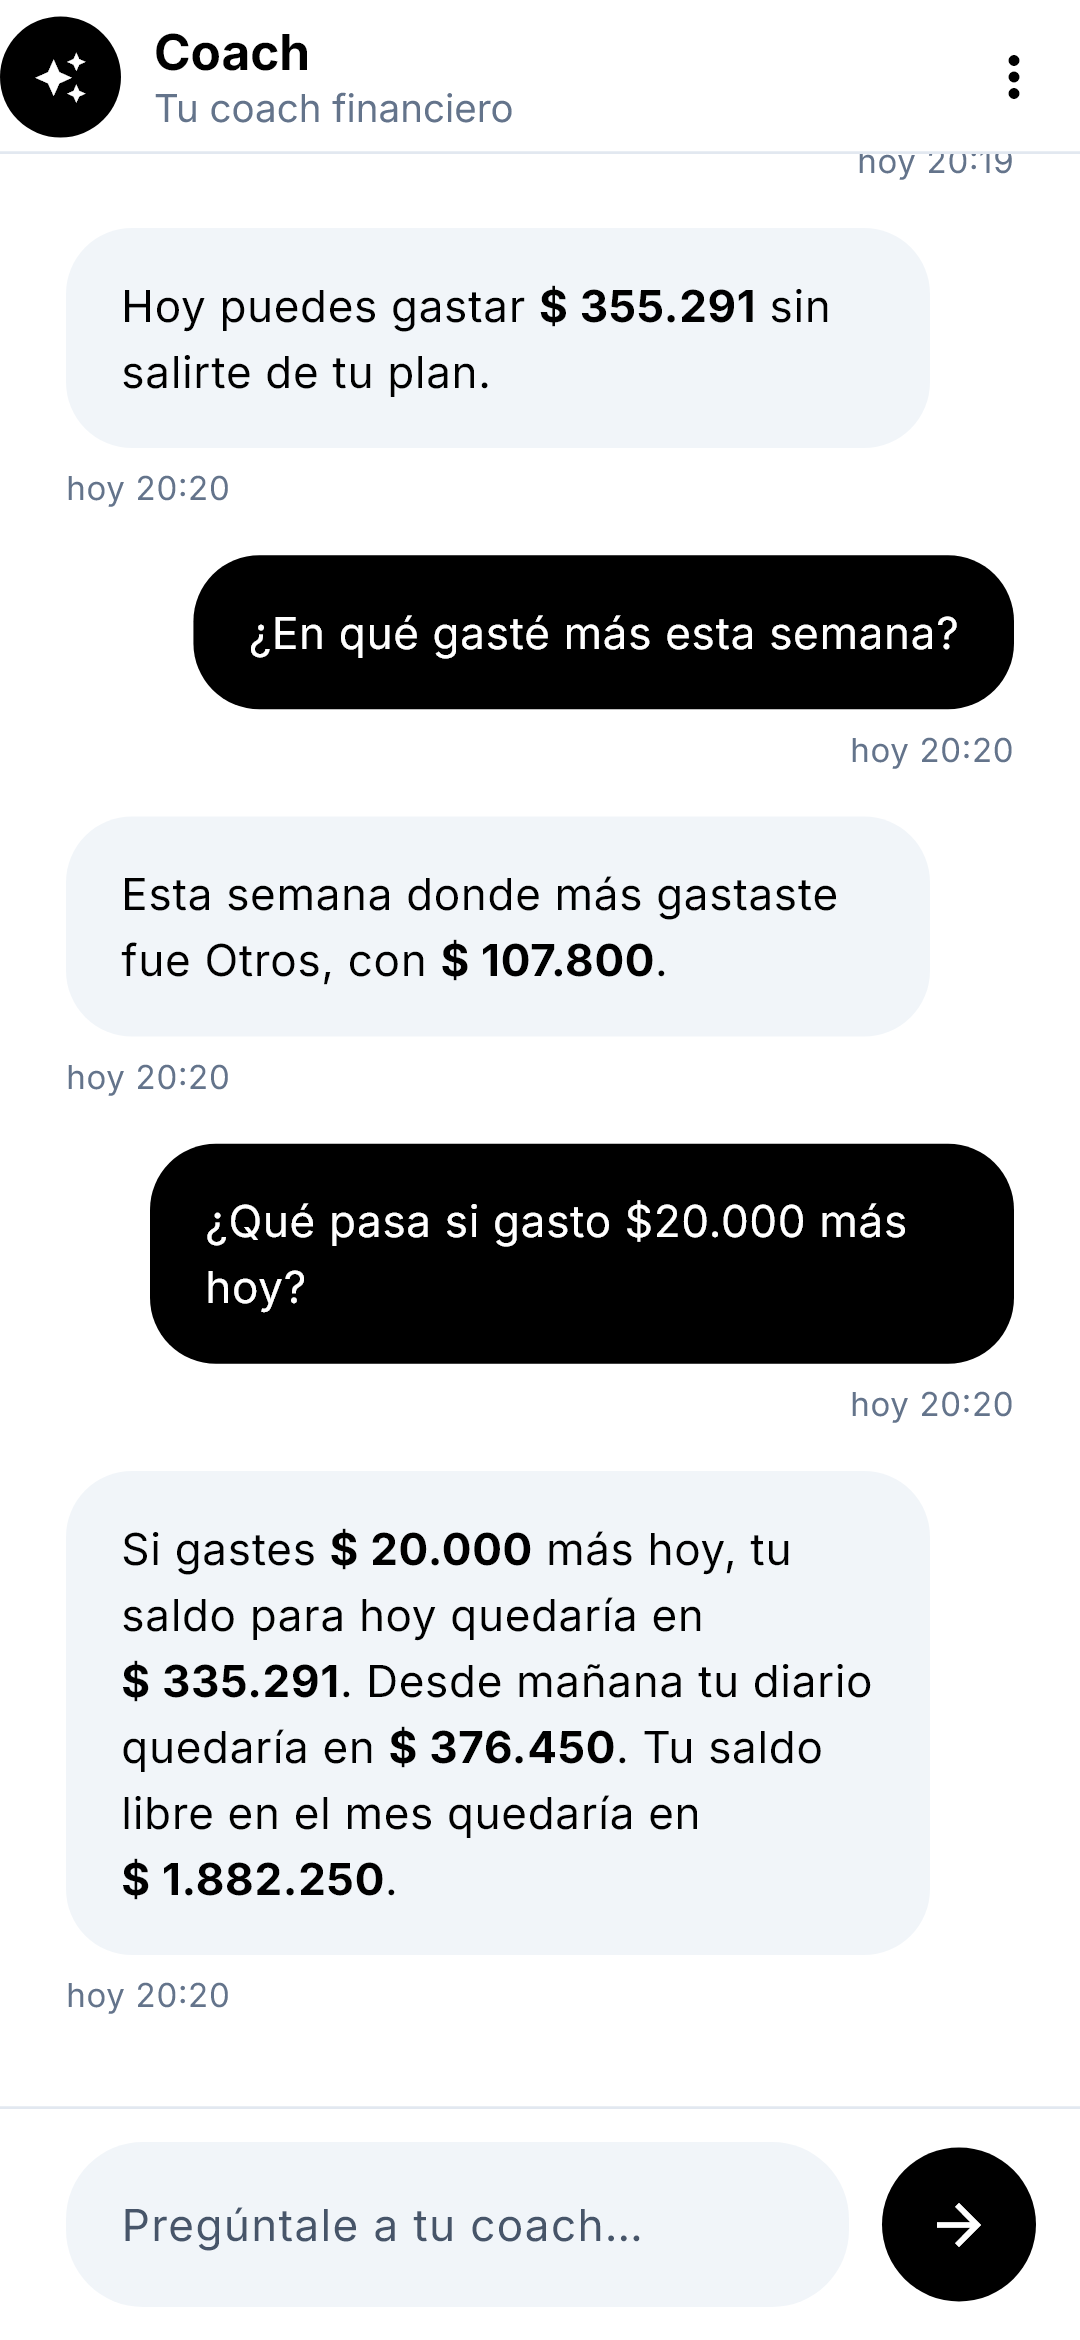 Coach
Tu coach financiero
hoy 20:19
Hoy puedes gastar $ 355.291 sin
salirte de tu plan.
hoy 20:20
¿En qué gasté más esta semana?
hoy 20:20
Esta semana donde más gastaste
fue Otros, con $ 107.800.
hoy 20:20
¿Qué pasa si gasto $20.000 más
hoy?
hoy 20:20
Si gastes $ 20.000 más hoy, tu
saldo para hoy quedaría en
$ 335.291. Desde mañana tu diario
quedaría en $ 376.450. Tu saldo
libre en el mes quedaría en
$ 1.882.250.
hoy 20:20
Pregúntale a tu coach...